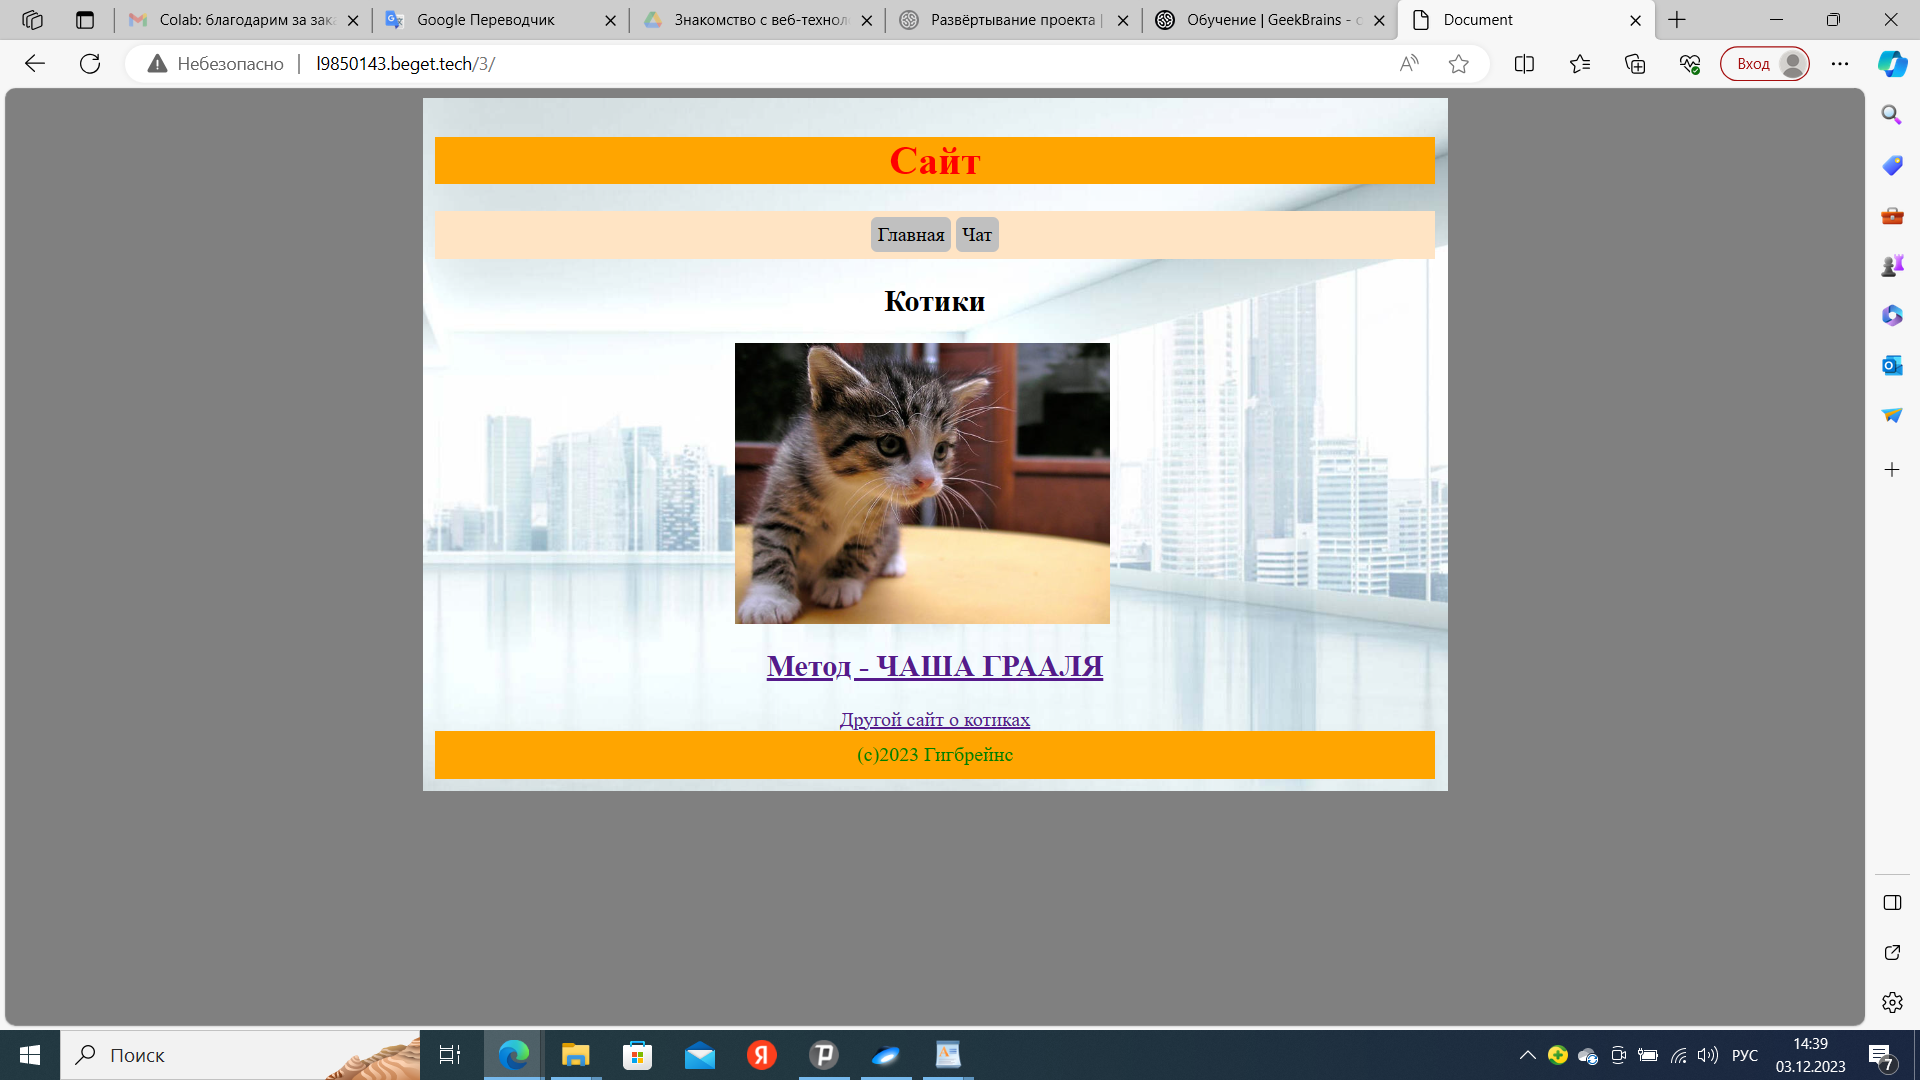 Colab: благодарим за зака
Google Переводчик
Знакомство с веб-технол
Развёртывание проекта |
Обучение | GeekBrains - о
Document
Небезопасно
l9850143.beget.tech/3/
Вход
Сайт
Главная Чат
Котики
Метод - ЧАША ГРААЛЯ
Другой сайт о котиках
(с)2023 Гигбрейнс
Поиск
РУС
14:39
03.12.2023
7